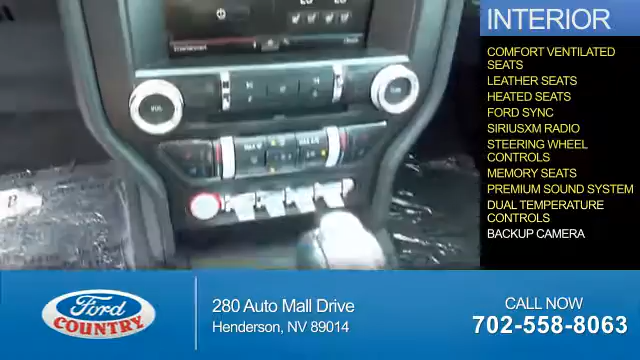 INTERIOR
COMFORT VENTILATED
SEATS
LEATHER SEATS
HEATED SEATS
FORD SYNC
SIRIUSXM RADIO
STEERING WHEEL
CONTROLS
MEMORY SEATS
PREMIUM SOUND SYSTEM
DUAL TEMPERATURE
CONTROLS
BACKUP CAMERA
VOL
Ford
COUNTRY
280 Auto Mall Drive
Henderson, NV 89014
CALL NOW
702-558-8063